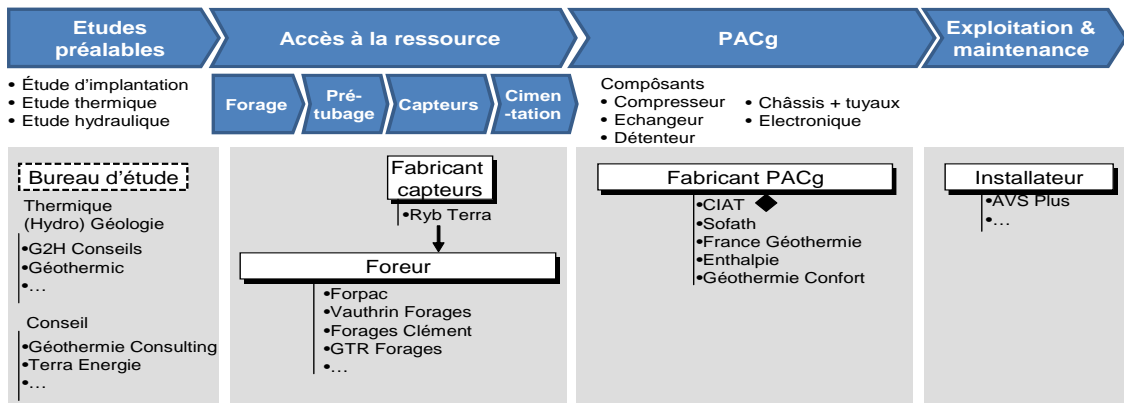 Etudes
préalables
Accès à la ressource
PACg
Exploitation &
maintenance
• Étude d’implantation
• Etude thermique
• Etude hydraulique
Forage
Pré-
tubage
Capteurs
Cimen
-tation
Compôsants
• Compresseur
• Echangeur
• Détenteur
• Châssis + tuyaux
• Electronique
Bureau d’étude
Thermique
(Hydro) Géologie
•G2H Conseils
•Géothermic
•…
Conseil
•Géothermie Consulting
•Terra Energie
•…
Fabricant
capteurs
•Ryb Terra
Foreur
•Forpac
•Vauthrin Forages
•Forages Clément
•GTR Forages
•…
Fabricant PACg
•CIAT
•Sofath
•France Géothermie
•Enthalpie
•Géothermie Confort
Installateur
•AVS Plus
•…